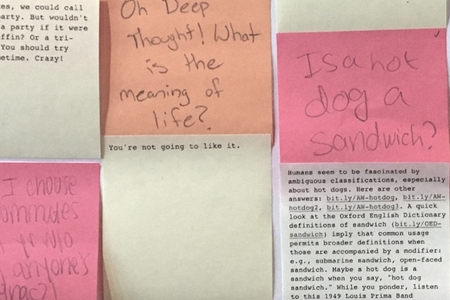 es, we could call
arty. But wouldn't
a party if it were
ffin? Or a tri-
You should try
etime. Crazy!
Oh Deep
Thought! What
is the
meaning of
life?
You're not going to like it.
Is a hot
dog a
sandwich?
Humans seem to be fascinated by
ambiguous classifications, especially
about hot dogs. Here are other
answers: bit.ly/AW-hotdog, bit.ly/AW-
hotdog2, bit.ly/AW-hotdog3. A quick
look at the Oxford English Dictionary
definitions of sandwich (bit.ly/OED-
sandwich) imply that common usage
permits broader definitions when
those are accompanied by a modifier:
e.g., submarine sandwich, open-faced
sandwich. Maybe a hot dog is a
sandwich when you say, "hot dog
sandwich." While you ponder, listen
to this 1949 Louis Prima Band
I choose